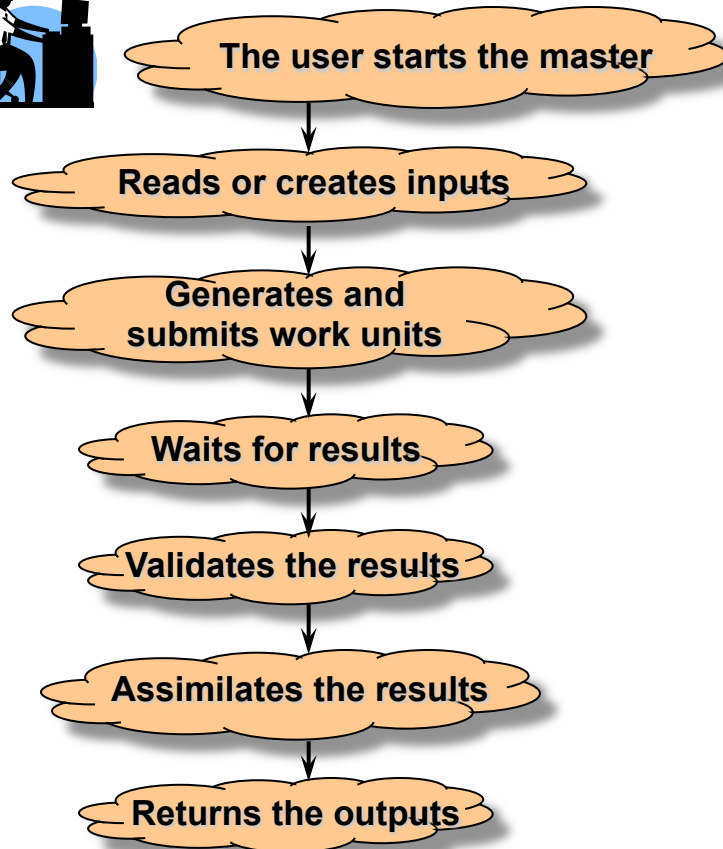 The user starts the master
Reads or creates inputs
Generates and
submits work units
Waits for results
Validates the results
Assimilates the results
Returns the outputs